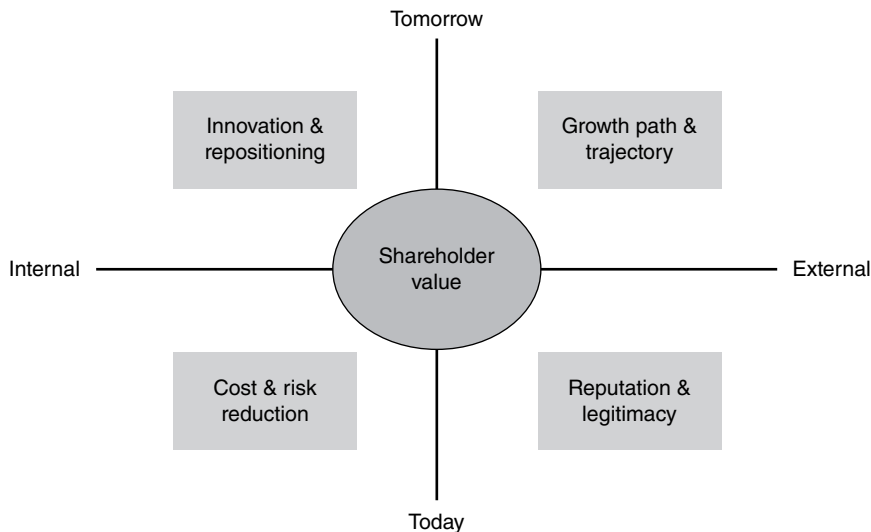 Tomorrow
Innovation &
repositioning
Growth path &
trajectory
Internal
Shareholder
value
External
Cost & risk
reduction
Reputation &
legitimacy
Today